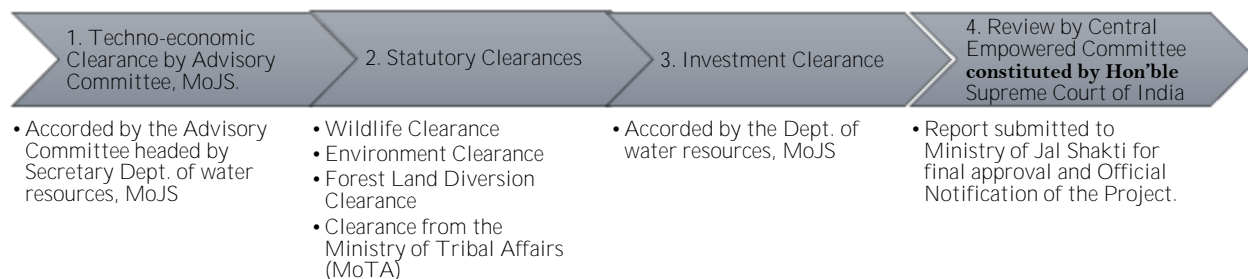 1. Techno-economic
Clearance by Advisory
Committee, MoJS.
2. Statutory Clearances
3. Investment Clearance
4. Review by Central
Empowered Committee
constituted by Hon'ble
Supreme Court of India
• Accorded by the Advisory
Committee headed by
Secretary Dept. of water
resources, MoJS
• Wildlife Clearance
• Environment Clearance
• Forest Land Diversion
Clearance
• Clearance from the
Ministry of Tribal Affairs
(MoTA)
• Accorded by the Dept. of
water resources, MoJS
• Report submitted to
Ministry of Jal Shakti for
final approval and Official
Notification of the Project.